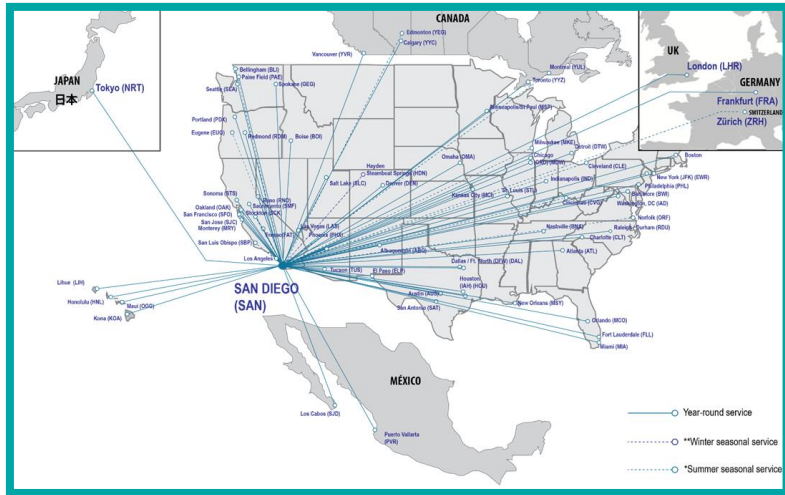 CANADA
Edmonton (YEG)
Calgary (YYC)
Vancouver (YVR)
Montreal (YUL)
Toronto (YYZ)
UK
London (LHR)
GERMANY
Frankfurt (FRA)
SWITZERLAND
Zürich (ZRH)
JAPAN
日本
Tokyo (NRT)
Bellingham (BLI)
Paine Field (PAE)
Spokane (GEG)
Seattle (SEA)
Portland (PDX)
Eugene (EUG)
Redmond (RDM)
Boise (BOI)
Minneapolis/St Paul (MSP)
Milwaukee (MKE)
Detroit (DTW)
Chicago
(ORD) (MDW)
Cleveland (CLE)
Boston
Omaha (OMA)
Hayden
Steamboat Springs (HDN)
Salt Lake (SLC)
Denver (DEN)
Indianapolis (IND)
New York (JFK) (EWR)
Philadelphia (PHL)
Baltimore (BWI)
Washington, DC (IAD)
Kansas City (MCI)
St. Louis (STL)
Cincinnati (CVG)
Norfolk (ORF)
Raleigh / Durham (RDU)
Sonoma (STS)
Reno (RNO)
Sacramento (SMF)
Oakland (OAK)
Stockton (SCK)
San Francisco (SFO)
San Jose (SJC)
Monterey (MRY)
Fresno (FAT)
Las Vegas (LAS)
Phoenix (PHX)
San Luis Obispo (SBP)
Nashville (BNA)
Charlotte (CLT)
Atlanta (ATL)
Albuquerque (ABQ)
Los Angeles
Dallas / Ft. Worth (DFW) (DAL)
Tucson (TUS)
El Paso (ELP)
Houston
(IAH) (HOU)
SAN DIEGO
(SAN)
Lihue (LIH)
Honolulu (HNL)
Maui (OGG)
Kona (KOA)
Austin (AUS)
San Antonio (SAT)
New Orleans (MSY)
Orlando (MCO)
Fort Lauderdale (FLL)
Miami (MIA)
MÉXICO
Los Cabos (SJD)
Puerto Vallarta
(PVR)
Year-round service
**Winter seasonal service
*Summer seasonal service